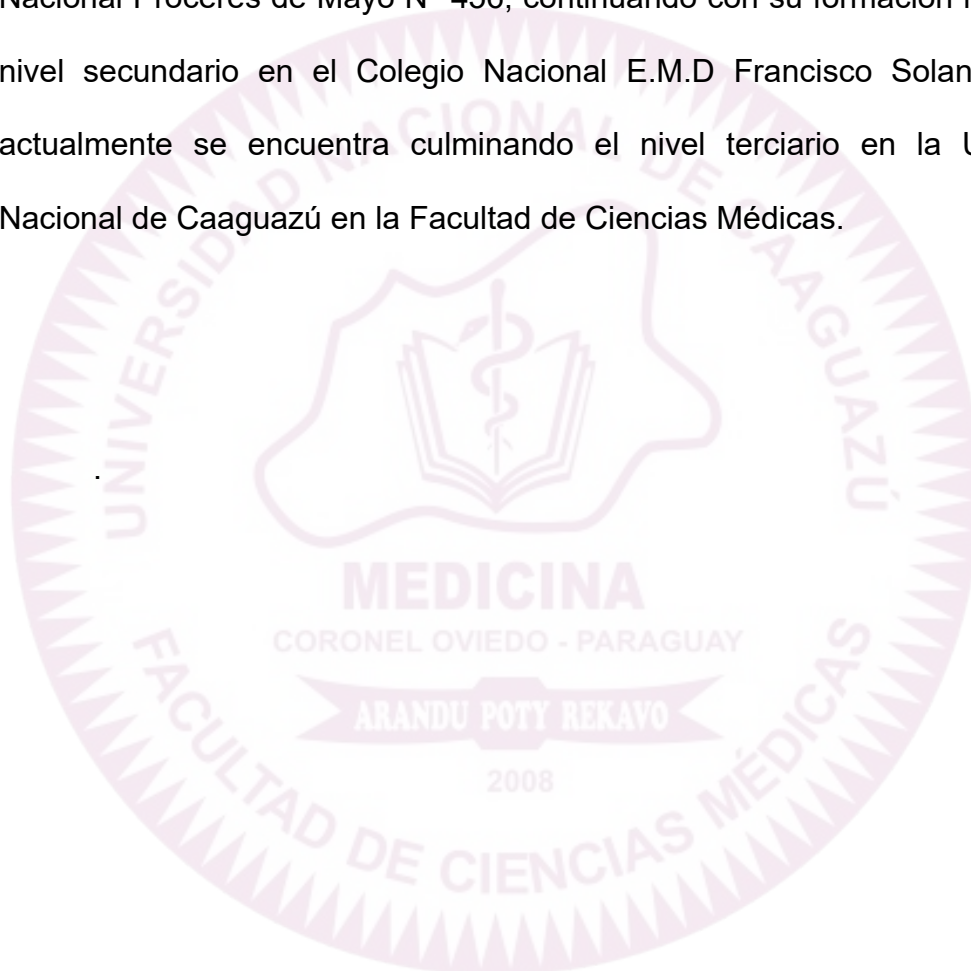 Nacional Próceres de Mayo N° 456, continuando con su formación
nivel secundario en el Colegio Nacional E.M.D Francisco Solan
actualmente se encuentra culminando el nivel terciario en la U
Nacional de Caaguazú en la Facultad de Ciencias Médicas.
.
UNIVERSIDAD NACIONAL DE CAAGUAZÚ
MEDICINA
CORONEL OVIEDO - PARAGUAY
ARANDU POTY REKAVO
2008
FACULTAD DE CIENCIAS MÉDICAS